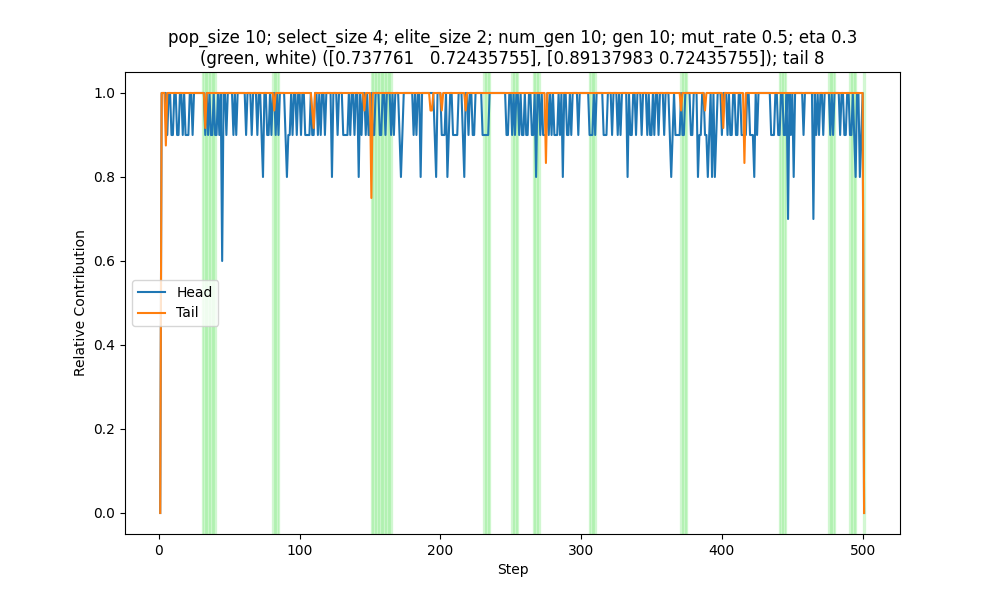 pop_size 10; select_size 4; elite_size 2; num_gen 10; gen 10; mut_rate 0.5; eta 0.3
(green, white) ([0.737761   0.72435755], [0.89137983 0.72435755]); tail 8
1.0
0.8
0.6
0.4
0.2
0.0
Relative Contribution
Head
Tail
0 100 200 300 400 500
Step